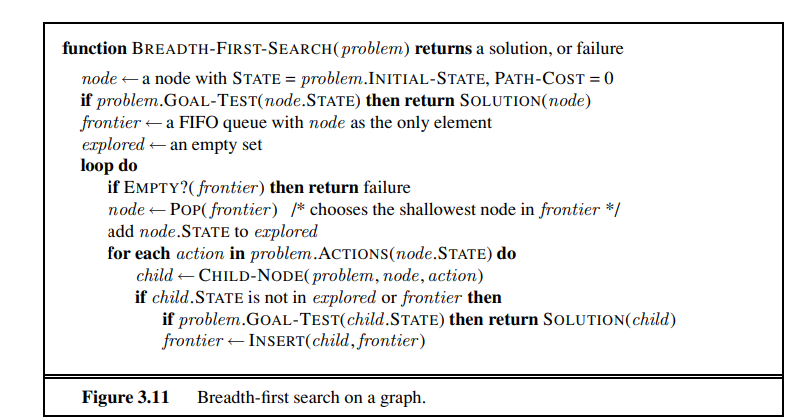 function BREADTH-FIRST-SEARCH(problem) returns a solution, or failure
node ← a node with STATE = problem.INITIAL-STATE, PATH-COST = 0
if problem.GOAL-TEST(node.STATE) then return SOLUTION(node)
frontier ← a FIFO queue with node as the only element
explored ← an empty set
loop do
if EMPTY?(frontier) then return failure
node ← POP(frontier) /* chooses the shallowest node in frontier */
add node.STATE to explored
for each action in problem.ACTIONS(node.STATE) do
child ← CHILD-NODE(problem, node, action)
if child.STATE is not in explored or frontier then
if problem.GOAL-TEST(child.STATE) then return SOLUTION(child)
frontier ← INSERT(child, frontier)
Figure 3.11 Breadth-first search on a graph.